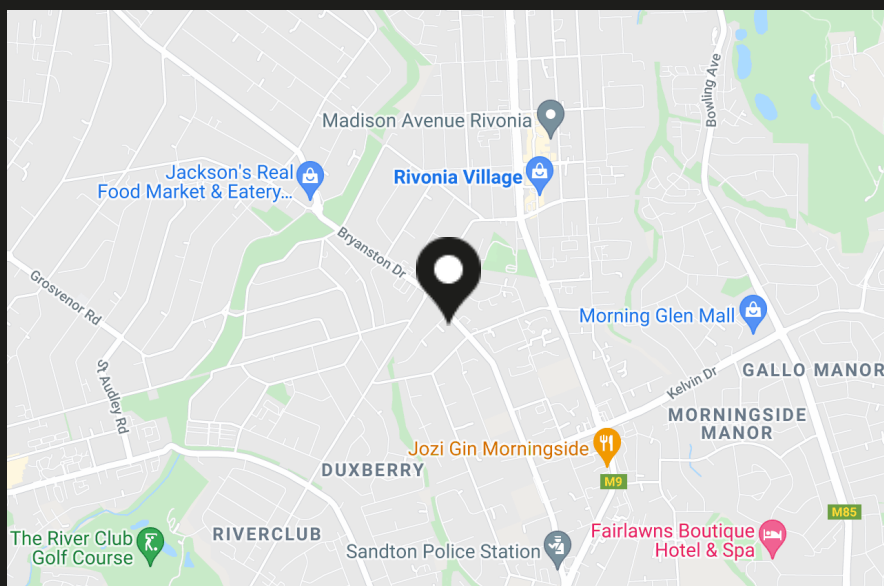 Bowling Ave
Madison Avenue Rivonia
Jackson's Real
Food Market & Eatery...
Rivonia Village
Bryanston Dr
Grosvenor Rd
Morning Glen Mall
St Audley Rd
Kelvin Dr
GALLO MANOR
MORNINGSIDE
MANOR
Jozi Gin Morningside
DUXBERRY
M9
M85
The River Club
Golf Course
RIVERCLUB
Sandton Police Station
Fairlawns Boutique
Hotel & Spa